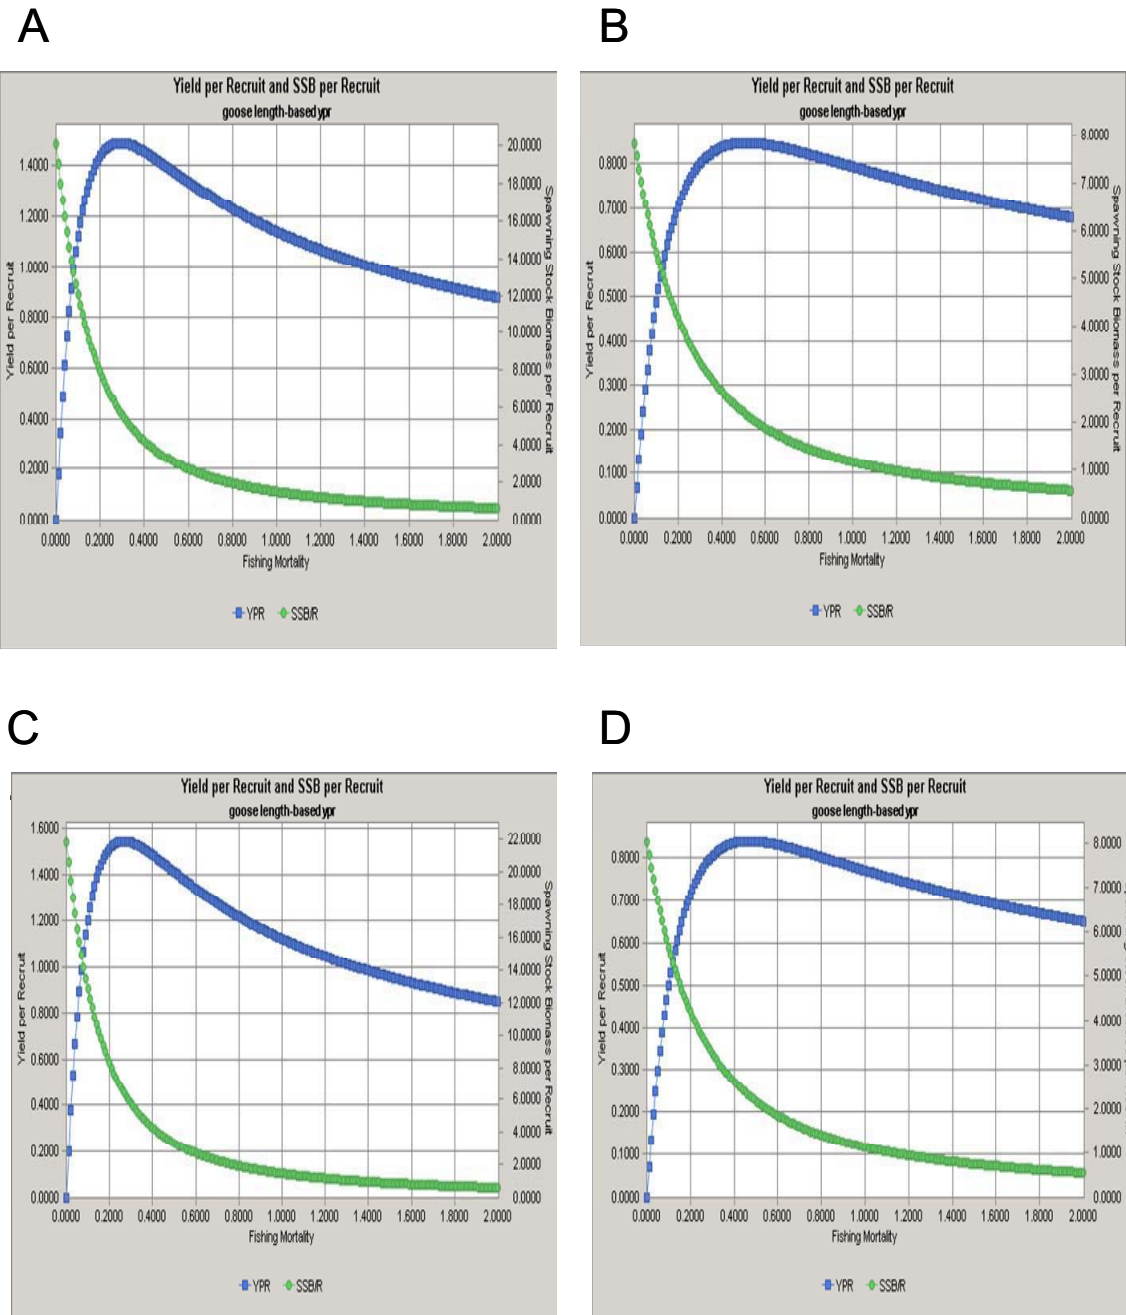 A
Yield per Recruit and SSB per Recruit
goose length-based ypr
Yield per Recruit
1.4000
1.2000
1.0000
0.8000
0.6000
0.4000
0.2000
0.0000
20.0000
18.0000
16.0000
14.0000
12.0000
10.0000
8.0000
6.0000
4.0000
2.0000
0.0000
Spawning Stock Biomass per Recruit
0.0000 0.2000 0.4000 0.6000 0.8000 1.0000 1.2000 1.4000 1.6000 1.8000 2.0000
Fishing Mortality
YPR SSB/R
B
Yield per Recruit and SSB per Recruit
goose length-based ypr
Yield per Recruit
0.8000
0.7000
0.6000
0.5000
0.4000
0.3000
0.2000
0.1000
0.0000
8.0000
7.0000
6.0000
5.0000
4.0000
3.0000
2.0000
1.0000
0.0000
Spawning Stock Biomass per Recruit
0.0000 0.2000 0.4000 0.6000 0.8000 1.0000 1.2000 1.4000 1.6000 1.8000 2.0000
Fishing Mortality
YPR SSB/R
C
Yield per Recruit and SSB per Recruit
goose length-based ypr
Yield per Recruit
1.6000
1.4000
1.2000
1.0000
0.8000
0.6000
0.4000
0.2000
0.0000
22.0000
20.0000
18.0000
16.0000
14.0000
12.0000
10.0000
8.0000
6.0000
4.0000
2.0000
0.0000
Spawning Stock Biomass per Recruit
0.0000 0.2000 0.4000 0.6000 0.8000 1.0000 1.2000 1.4000 1.6000 1.8000 2.0000
Fishing Mortality
YPR SSB/R
D
Yield per Recruit and SSB per Recruit
goose length-based ypr
Yield per Recruit
0.8000
0.7000
0.6000
0.5000
0.4000
0.3000
0.2000
0.1000
0.0000
8.0000
7.0000
6.0000
5.0000
4.0000
3.0000
2.0000
1.0000
0.0000
0.0000 0.2000 0.4000 0.6000 0.8000 1.0000 1.2000 1.4000 1.6000 1.8000 2.0000
Fishing Mortality
YPR SSB/R